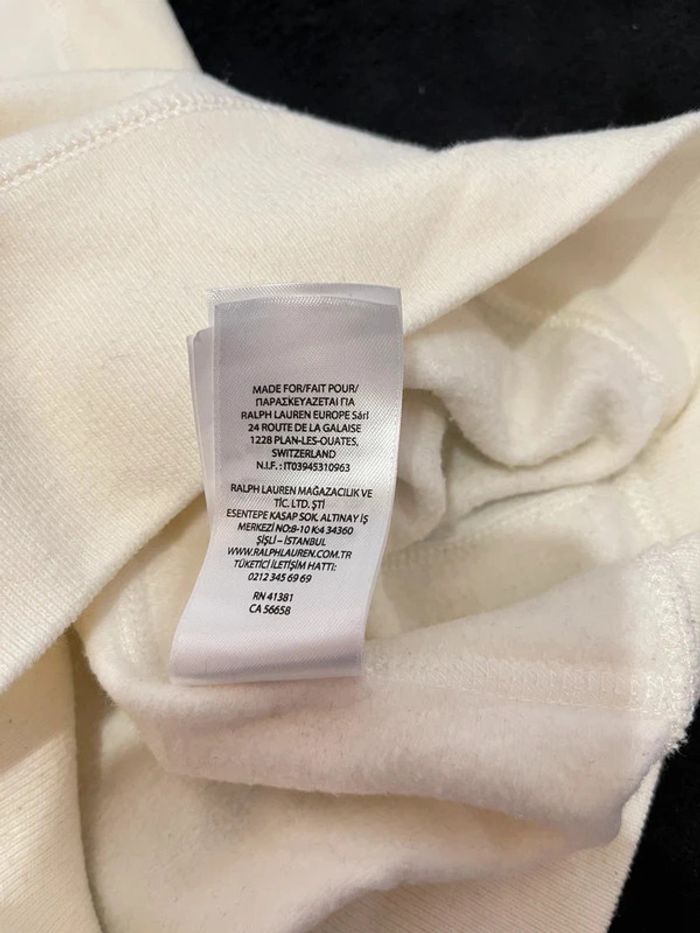 MADE FOR/FAIT POUR/
ΠΑΡΑΣΚΕΥΑΖΕΤΑΙ ΓΙΑ
RALPH LAUREN EUROPE Sárl
24 ROUTE DE LA GALAISE
1228 PLAN-LES-OUATES,
SWITZERLAND
N.I.F. : IT03945310963
RALPH LAUREN MAĞAZACILIK VE
TİC. LTD. ŞTİ
ESENTEPE KASAP SOK. ALTINAY İŞ
MERKEZİ NO:8-10 K:4 34360
ŞİŞLİ – İSTANBUL
WWW.RALPHLAUREN.COM.TR
TÜKETİCİ İLETİŞİM HATTI:
0212 345 69 69
RN 41381
CA 56658